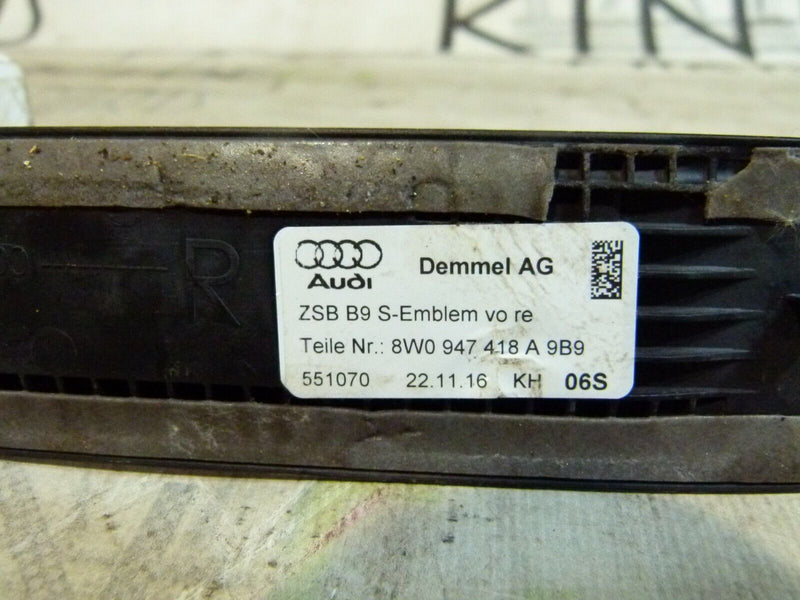 KIN
R
Audi
Demmel AG
ZSB B9 S-Emblem vo re
Teile Nr.: 8W0 947 418 A 9B9
551070 22.11.16 KH 06S